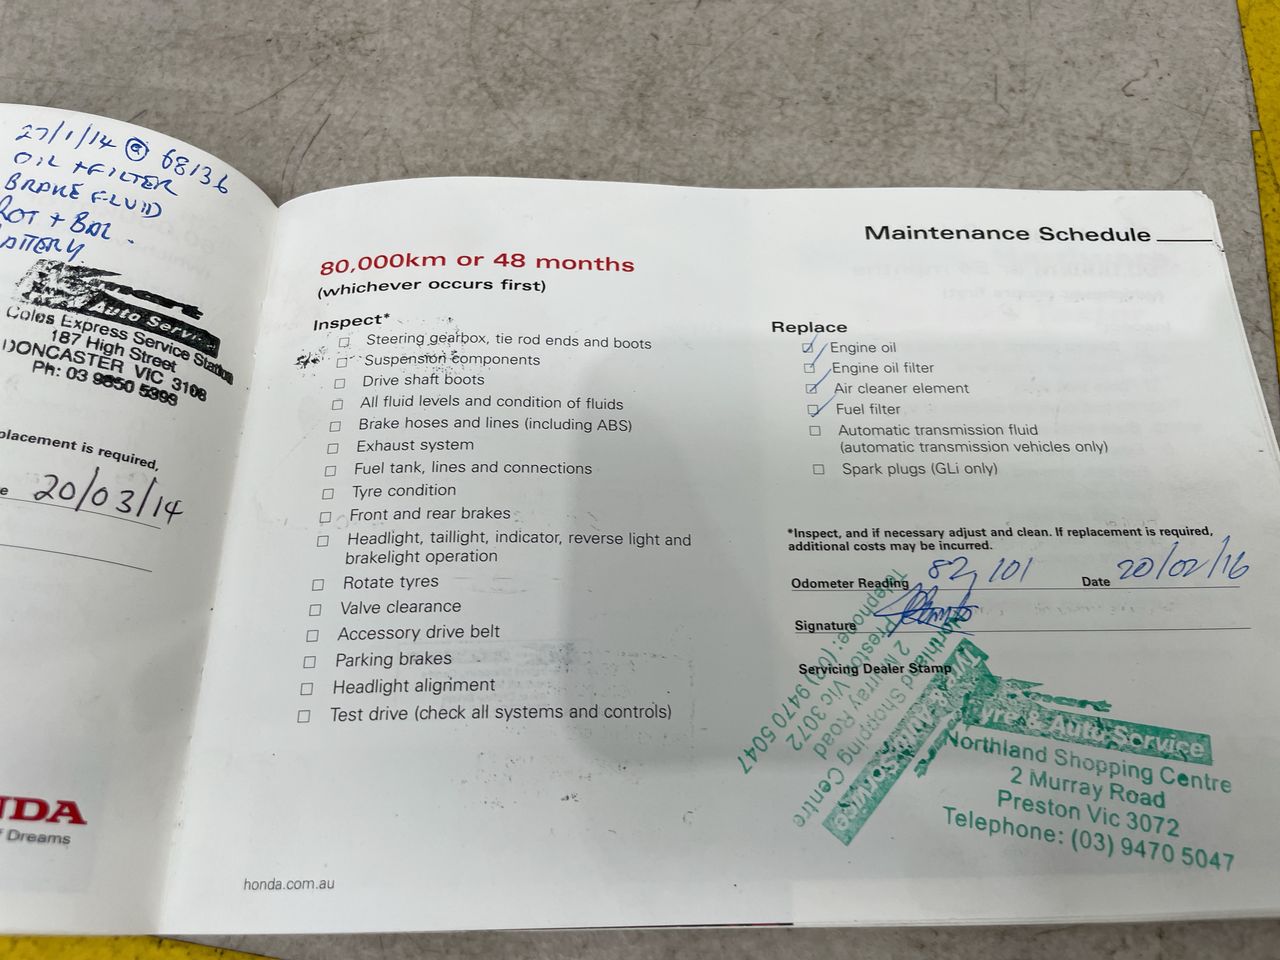 27/1/14 @ 68136
OIL + FILTER
BRAKE FLUID
ROT + BAL.
BATTERY
Auto Service
Coles Express Service Station
187 High Street
DONCASTER VIC 3108
Ph: 03 9850 5393
placement is required,
20/03/14
NDA
f Dreams
Maintenance Schedule
80,000km or 48 months
(whichever occurs first)
Inspect*
Steering gearbox, tie rod ends and boots
Suspension components
Drive shaft boots
All fluid levels and condition of fluids
Brake hoses and lines (including ABS)
Exhaust system
Fuel tank, lines and connections
Tyre condition
Front and rear brakes
Headlight, taillight, indicator, reverse light and
brakelight operation
Rotate tyres
Valve clearance
Accessory drive belt
Parking brakes
Headlight alignment
Test drive (check all systems and controls)
honda.com.au
Replace
Engine oil
Engine oil filter
Air cleaner element
Fuel filter
Automatic transmission fluid
(automatic transmission vehicles only)
Spark plugs (GLi only)
*Inspect, and if necessary adjust and clean. If replacement is required,
additional costs may be incurred.
Odometer Reading 82,101 Date 20/02/16
Signature
Servicing Dealer Stamp
Tyre & Auto Service
Northland Shopping Centre
2 Murray Road
Preston Vic 3072
Telephone: (03) 9470 5047
Tyre & Auto Service
Northland Shopping Centre
2 Murray Road
Preston Vic 3072
Telephone: (03) 9470 5047